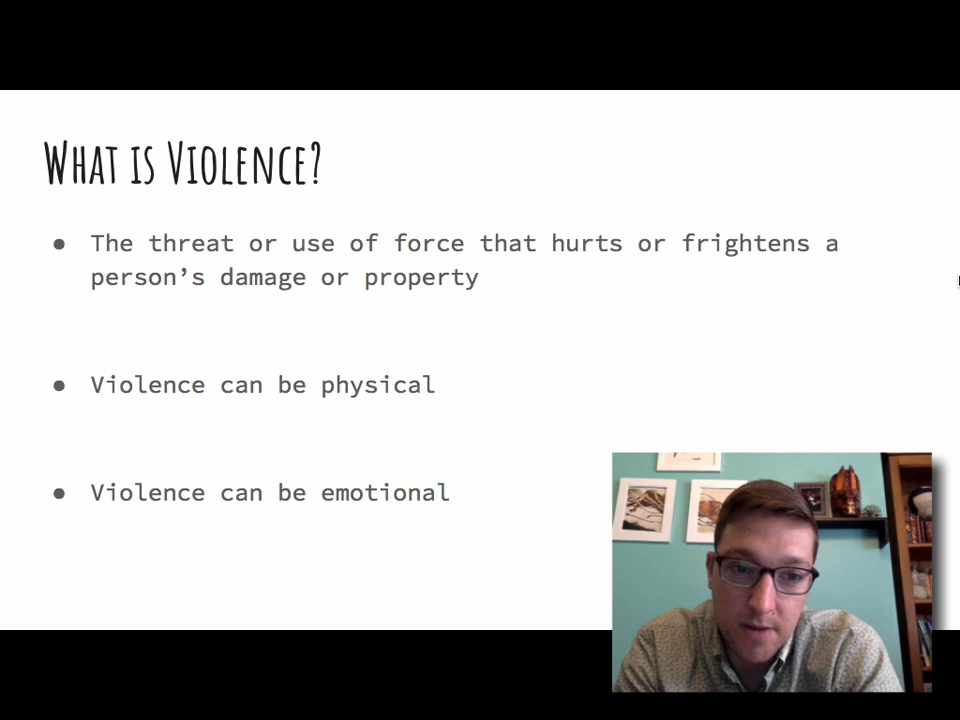 What is Violence?
● The threat or use of force that hurts or frightens a
person’s damage or property
● Violence can be physical
● Violence can be emotional